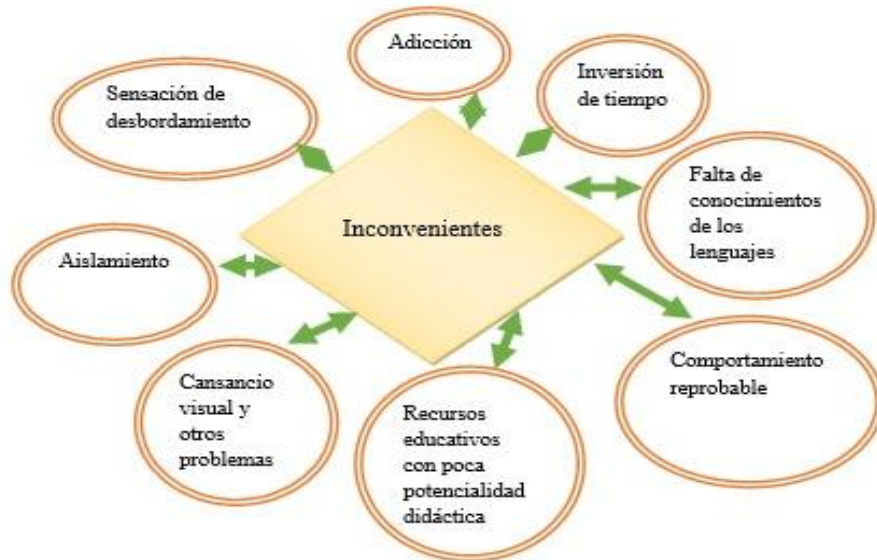 Adicción
Inversión
de tiempo
Sensación de
desbordamiento
Falta de
conocimientos
de los
lenguajes
Inconvenientes
Aislamiento
Comportamiento
reprobable
Cansancio
visual y
otros
problemas
Recursos
educativos
con poca
potencialidad
didáctica